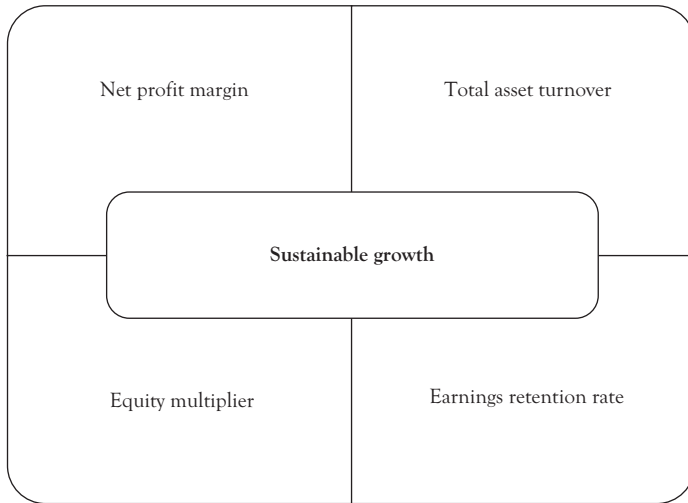 Net profit margin
Total asset turnover
Sustainable growth
Equity multiplier
Earnings retention rate